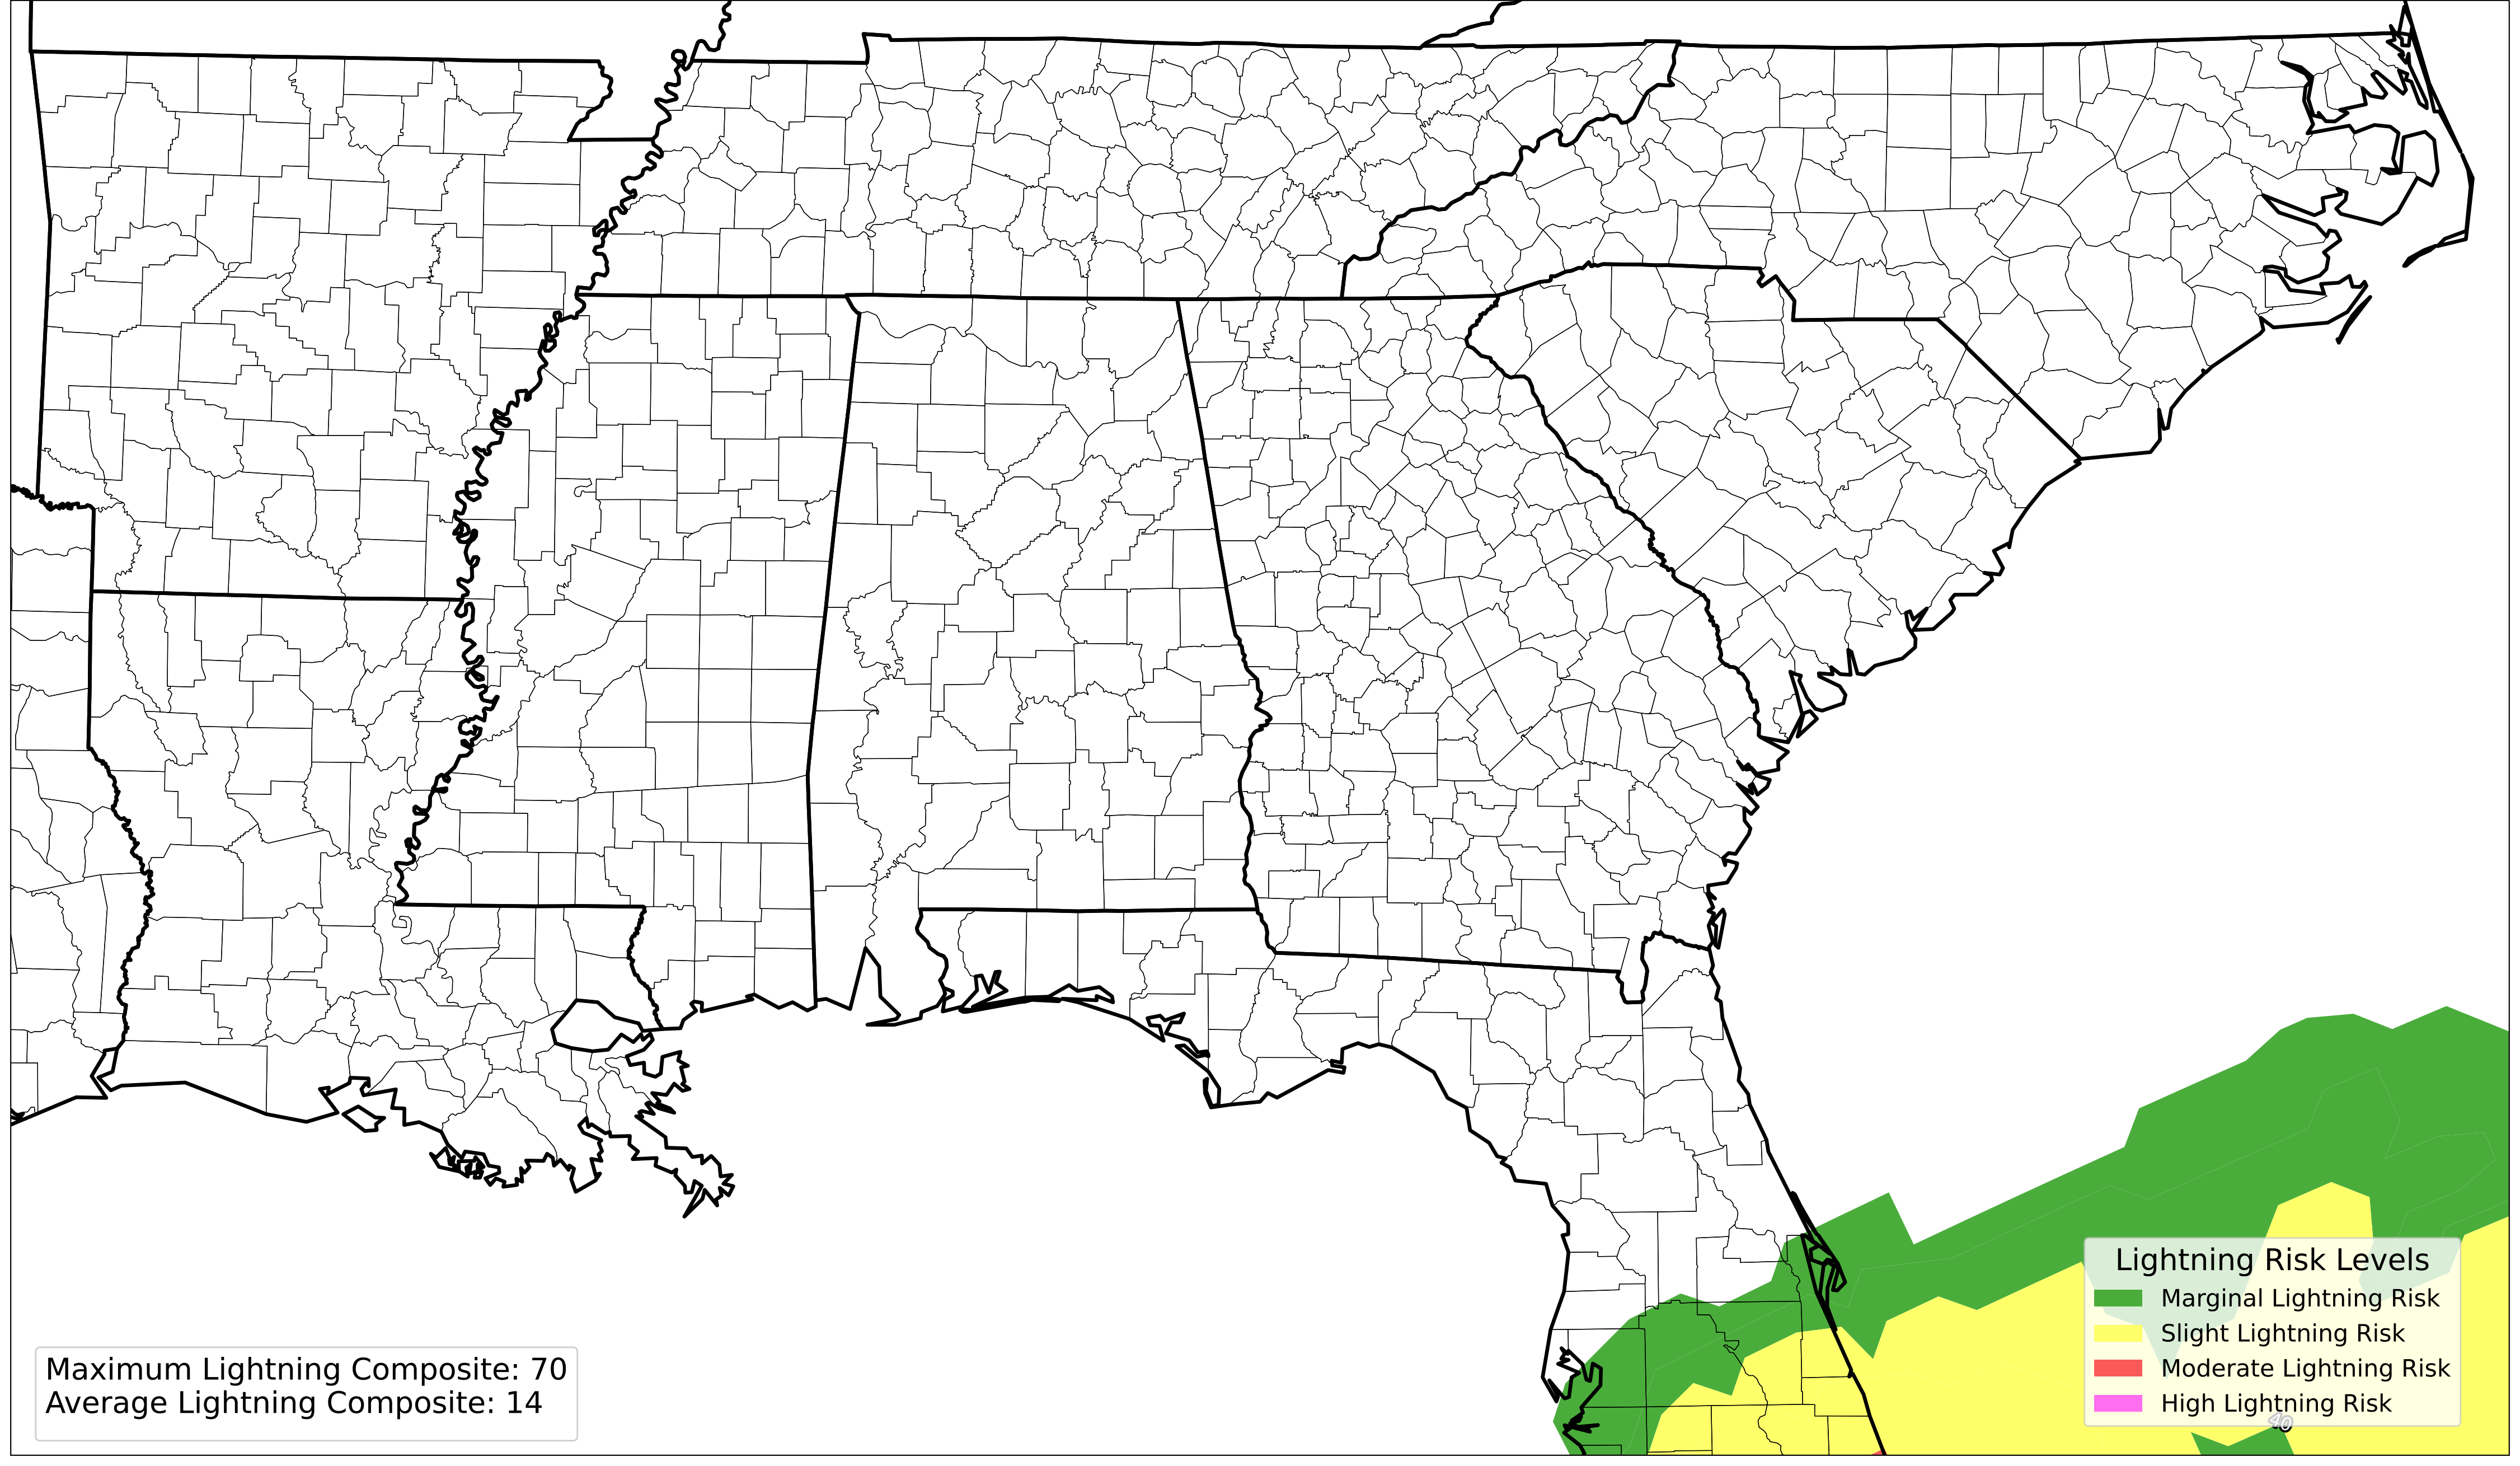 Lightning Risk Levels
Marginal Lightning Risk
Slight Lightning Risk
Moderate Lightning Risk
High Lightning Risk
40
Maximum Lightning Composite: 70
Average Lightning Composite: 14